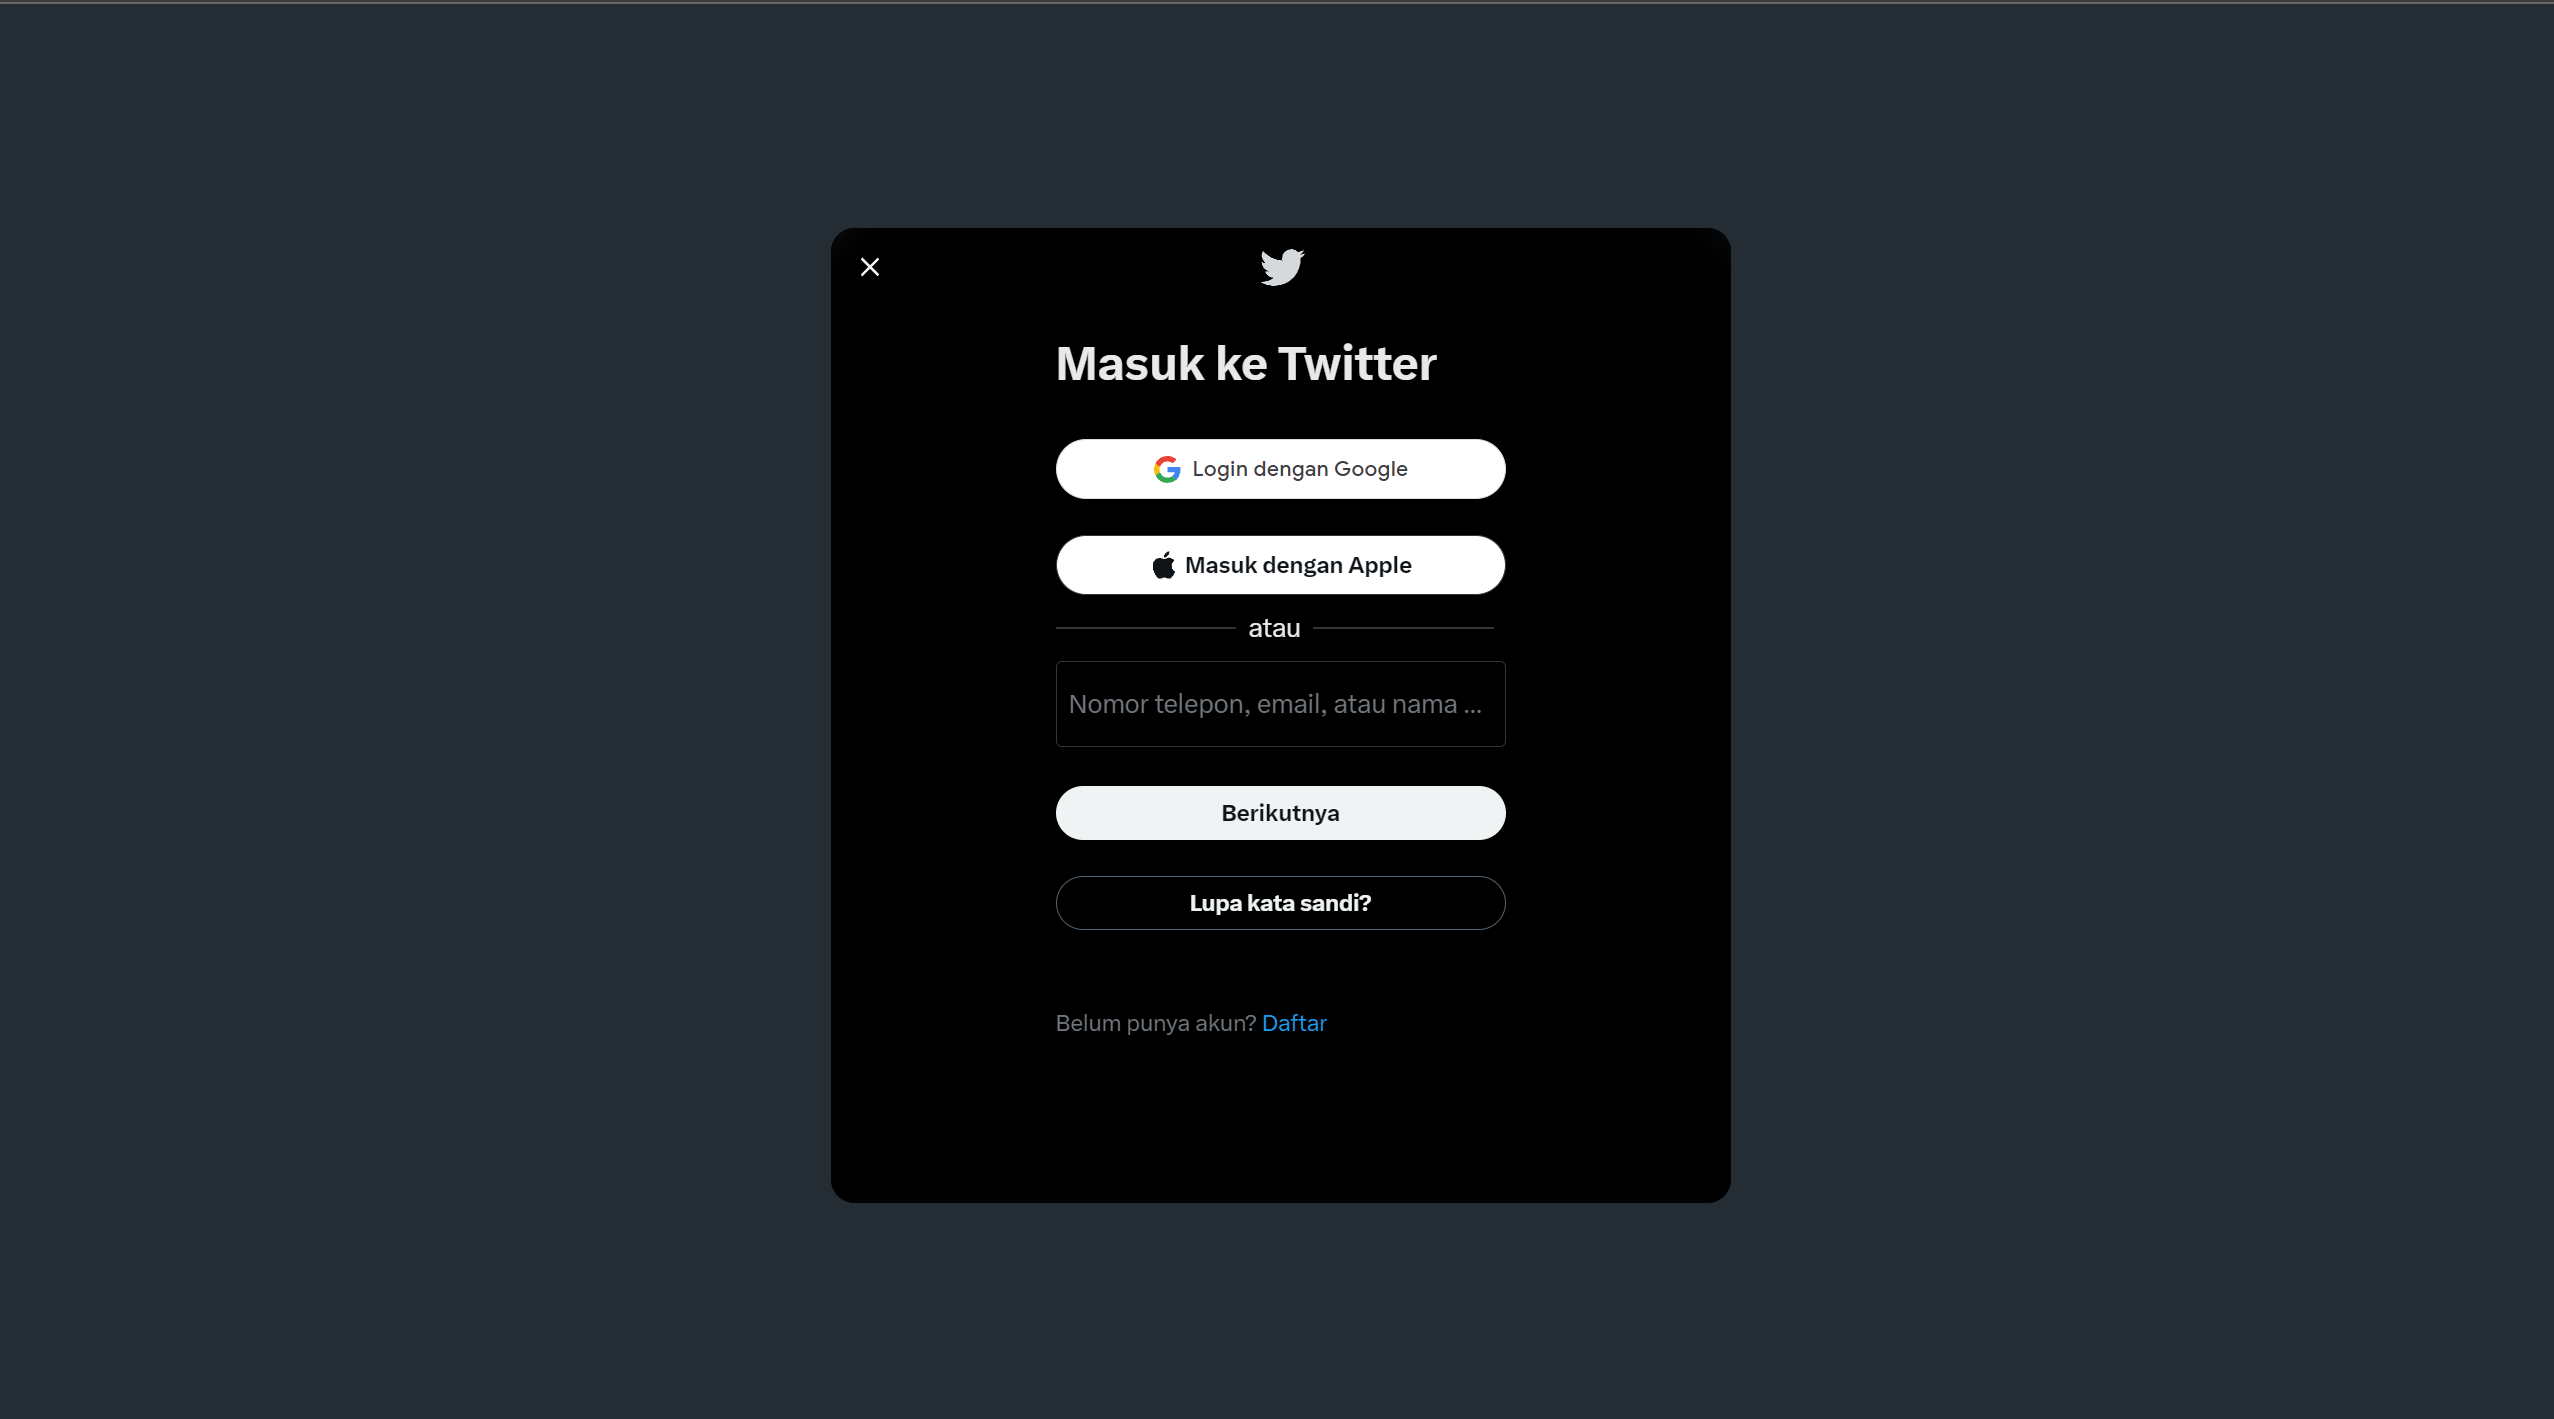 Masuk ke Twitter
Login dengan Google
Masuk dengan Apple
atau
Nomor telepon, email, atau nama ...
Berikutnya
Lupa kata sandi?
Belum punya akun? Daftar